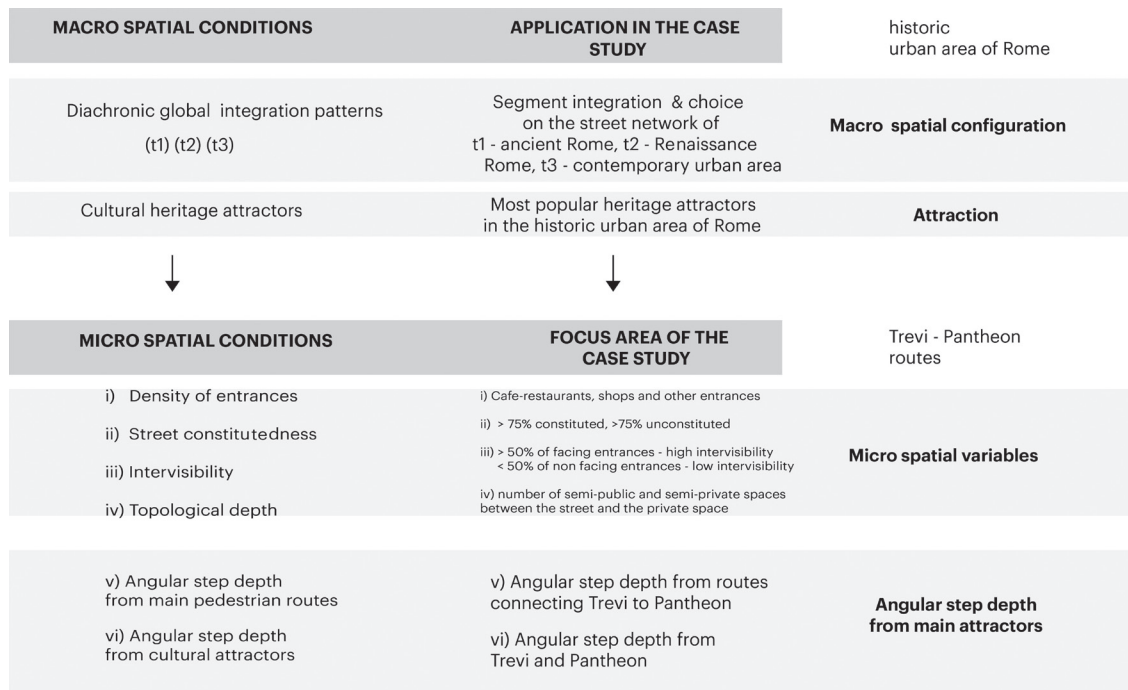 MACRO SPATIAL CONDITIONS
APPLICATION IN THE CASE
STUDY
historic
urban area of Rome
Diachronic global integration patterns
(t1) (t2) (t3)
Segment integration & choice
on the street network of
t1 - ancient Rome, t2 - Renaissance
Rome, t3 - contemporary urban area
Macro spatial configuration
Cultural heritage attractors
Most popular heritage attractors
in the historic urban area of Rome
Attraction
MICRO SPATIAL CONDITIONS
FOCUS AREA OF THE
CASE STUDY
Trevi - Pantheon
routes
i) Density of entrances
ii) Street constitutedness
iii) Intervisibility
iv) Topological depth
i) Cafe-restaurants, shops and other entrances
ii) > 75% constituted, >75% unconstituted
iii) > 50% of facing entrances - high intervisibility
< 50% of non facing entrances - low intervisibility
iv) number of semi-public and semi-private spaces
between the street and the private space
Micro spatial variables
v) Angular step depth
from main pedestrian routes
vi) Angular step depth
from cultural attractors
v) Angular step depth from routes
connecting Trevi to Pantheon
vi) Angular step depth from
Trevi and Pantheon
Angular step depth
from main attractors